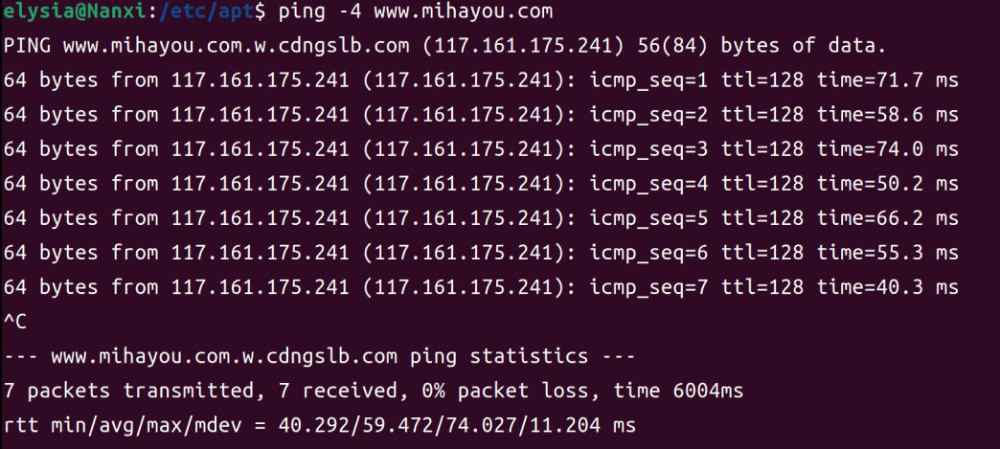 elysia@Nanxi:/etc/apt$ ping -4 www.mihayou.com
PING www.mihayou.com.w.cdngslb.com (117.161.175.241) 56(84) bytes of data.
64 bytes from 117.161.175.241 (117.161.175.241): icmp_seq=1 ttl=128 time=71.7 ms
64 bytes from 117.161.175.241 (117.161.175.241): icmp_seq=2 ttl=128 time=58.6 ms
64 bytes from 117.161.175.241 (117.161.175.241): icmp_seq=3 ttl=128 time=74.0 ms
64 bytes from 117.161.175.241 (117.161.175.241): icmp_seq=4 ttl=128 time=50.2 ms
64 bytes from 117.161.175.241 (117.161.175.241): icmp_seq=5 ttl=128 time=66.2 ms
64 bytes from 117.161.175.241 (117.161.175.241): icmp_seq=6 ttl=128 time=55.3 ms
64 bytes from 117.161.175.241 (117.161.175.241): icmp_seq=7 ttl=128 time=40.3 ms
^C
--- www.mihayou.com.w.cdngslb.com ping statistics ---
7 packets transmitted, 7 received, 0% packet loss, time 6004ms
rtt min/avg/max/mdev = 40.292/59.472/74.027/11.204 ms